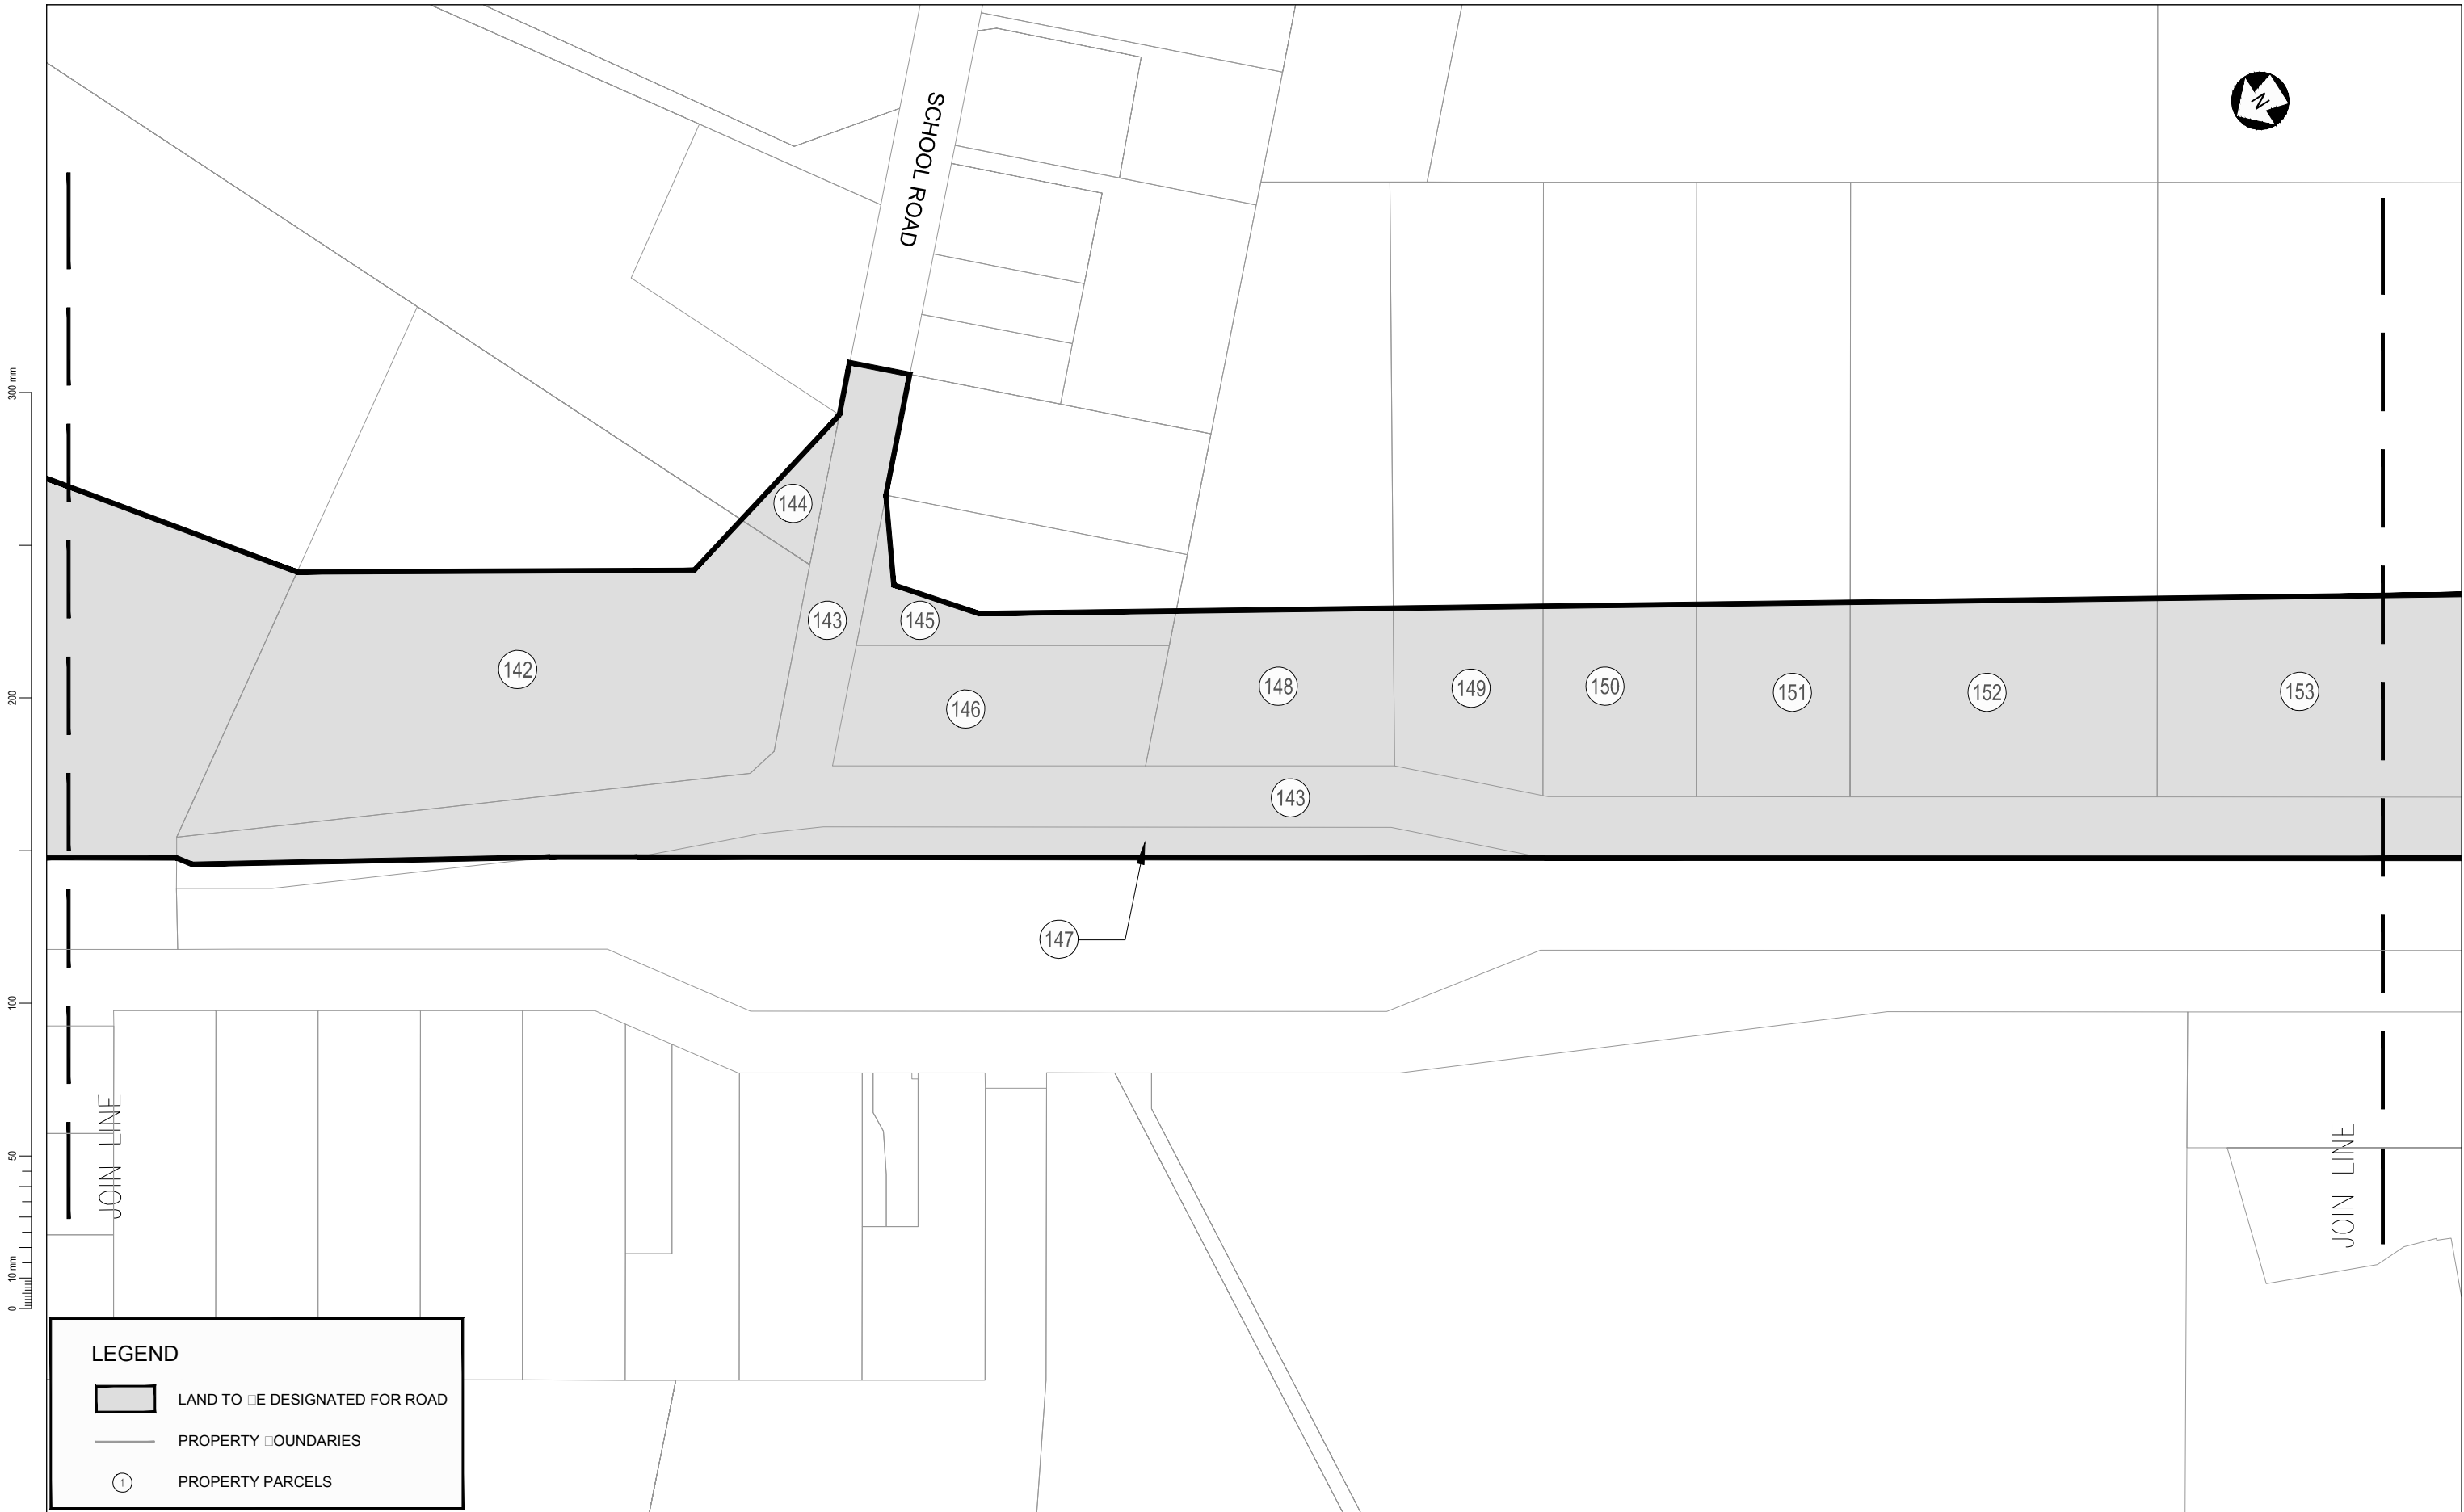 SCHOOL ROAD
N
300 mm
200
100
50
10 mm
0
144
143
145
142
146
148
149
150
151
152
153
143
147
JOIN LINE
JOIN LINE
LEGEND
LAND TO □E DESIGNATED FOR ROAD
PROPERTY □OUNDARIES
1
PROPERTY PARCELS